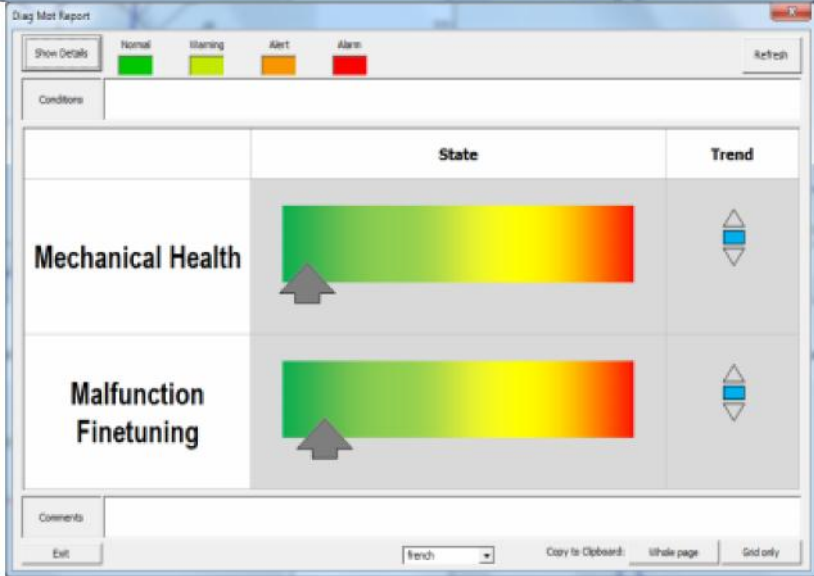 Diag Mot Report
Show Details
Normal
Warning
Alert
Alarm
Refresh
Conditions
State
Trend
Mechanical Health
Malfunction
Finetuning
Comments
Exit
french
Copy to Clipboard:
Whole page
Grid only